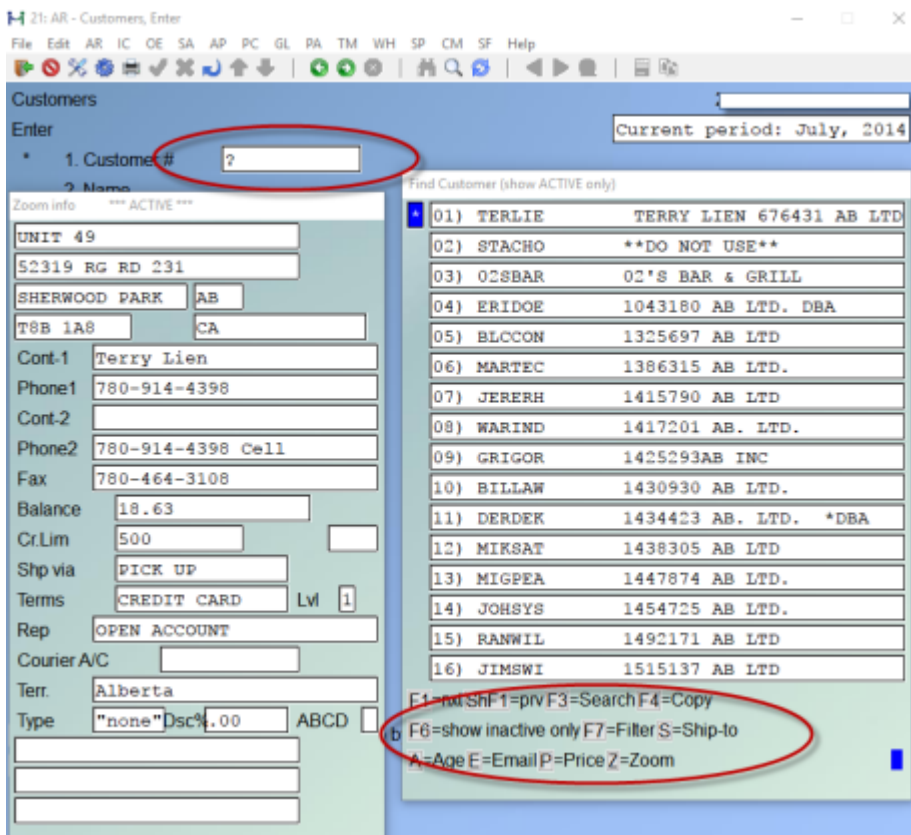 21: AR - Customers, Enter
File Edit AR IC OE SA AP PC GL PA TM WH SP CM SF Help
Customers
Enter
Current period: July, 2014
* 1. Customer # ?
2. Name
Zoom info *** ACTIVE ***
UNIT 49
52319 RG RD 231
SHERWOOD PARK AB
T8B 1A8 CA
Cont-1 Terry Lien
Phone1 780-914-4398
Cont-2
Phone2 780-914-4398 Cell
Fax 780-464-3108
Balance 18.63
Cr.Lim 500
Shp via PICK UP
Terms CREDIT CARD Lvl 1
Rep OPEN ACCOUNT
Courier A/C
Terr. Alberta
Type "none" Dsc% .00 ABCD
Find Customer (show ACTIVE only)
* 01) TERLIE TERRY LIEN 676431 AB LTD
02) STACHO **DO NOT USE**
03) 02SBAR 02'S BAR & GRILL
04) ERIDOE 1043180 AB LTD. DBA
05) BLCCON 1325697 AB LTD
06) MARTEC 1386315 AB LTD.
07) JERERH 1415790 AB LTD
08) WARIND 1417201 AB. LTD.
09) GRIGOR 1425293AB INC
10) BILLAW 1430930 AB LTD.
11) DERDEK 1434423 AB. LTD. *DBA
12) MIKSAT 1438305 AB LTD
13) MIGPEA 1447874 AB LTD.
14) JOHSYS 1454725 AB LTD.
15) RANWIL 1492171 AB LTD
16) JIMSWI 1515137 AB LTD
F1=nxt ShF1=prv F3=Search F4=Copy
F6=show inactive only F7=Filter S=Ship-to
A=Age E=Email P=Price Z=Zoom